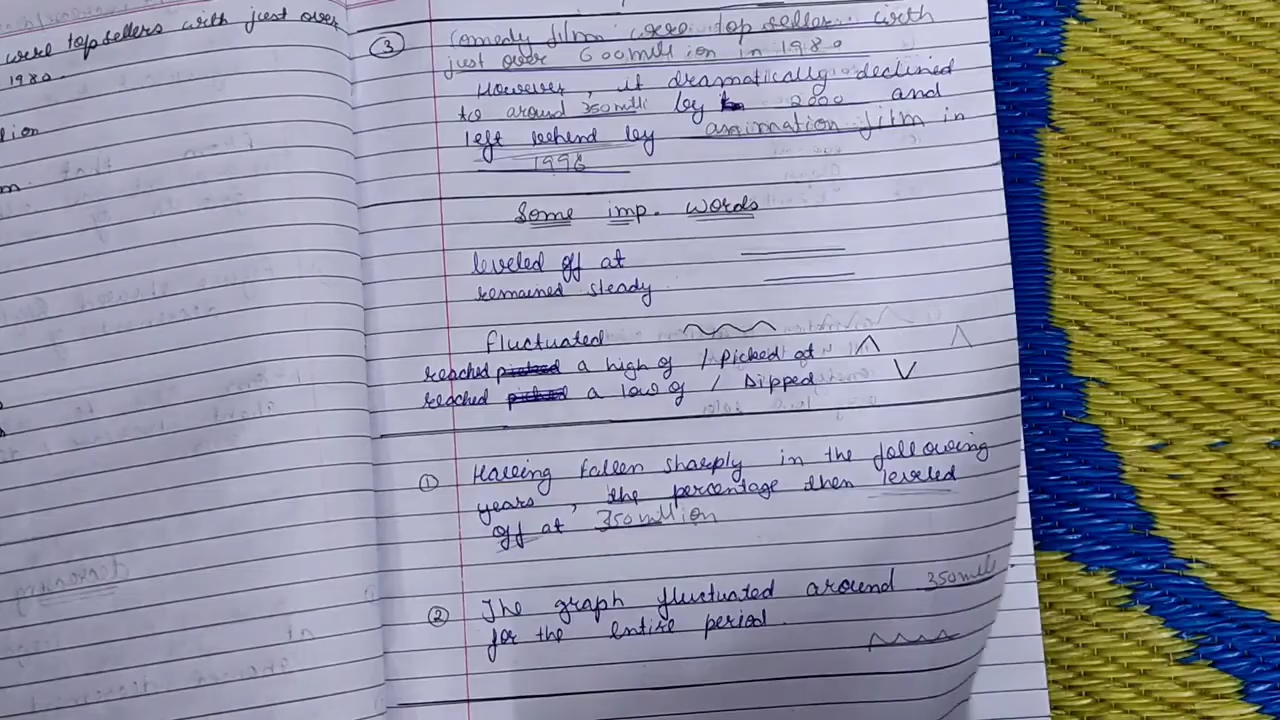 were top sellers with just over
1980.
lion
m.
③ Comedy film were top sellers with
just over 600 million in 1980
However, it dramatically declined
to around 350 mill by 2000 and
left behind by animation film in
1998
Some imp. words
leveled off at
remained steady
fluctuated
reached a high of / Picked at
reached a low of / Dipped
① Having fallen sharply in the following
years, the percentage then leveled
off at 350 million
② The graph fluctuated around 350 mill
for the entire period.